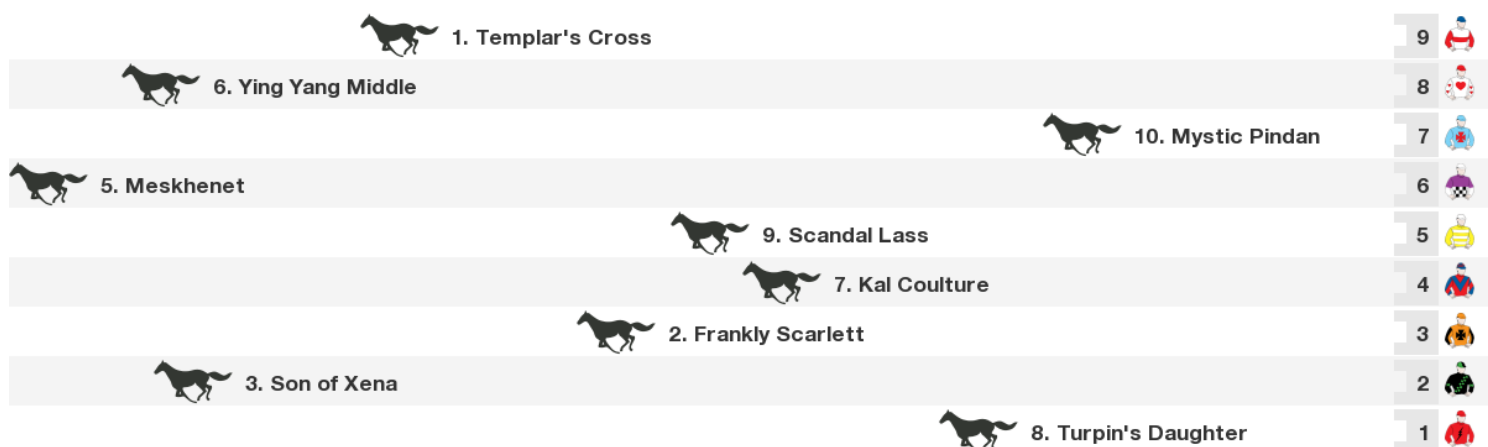 1. Templar's Cross 9
6. Ying Yang Middle 8
10. Mystic Pindan 7
5. Meskhenet 6
9. Scandal Lass 5
7. Kal Coulture 4
2. Frankly Scarlett 3
3. Son of Xena 2
8. Turpin's Daughter 1